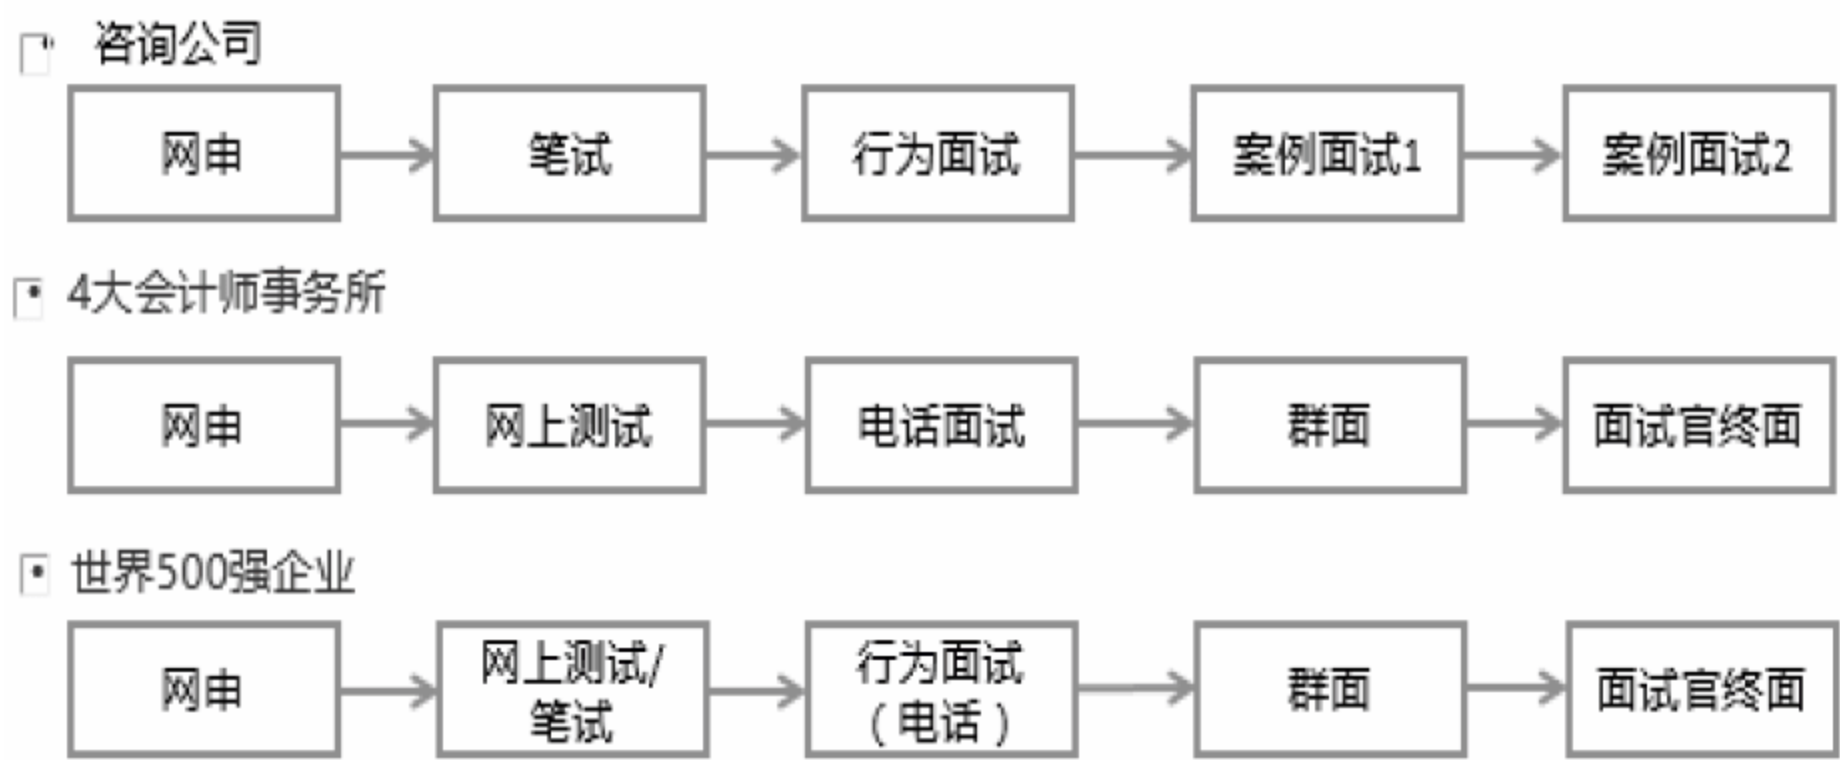 咨询公司
网申
笔试
行为面试
案例面试1
案例面试2
4大会计师事务所
网申
网上测试
电话面试
群面
面试官终面
世界500强企业
网申
网上测试/
笔试
行为面试
（电话）
群面
面试官终面